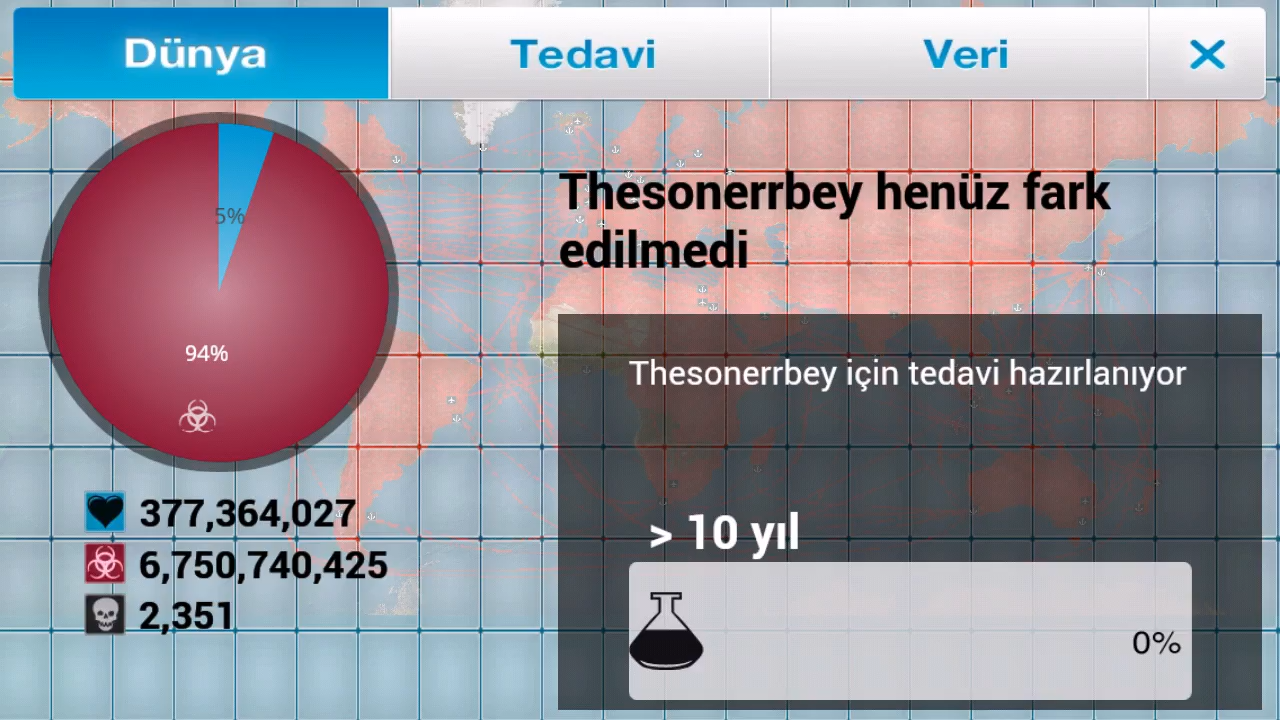 Dünya
Tedavi
Veri
5%
94%
377,364,027
6,750,740,425
2,351
Thesonerrbey henüz fark
edilmedi
Thesonerrbey için tedavi hazırlanıyor
> 10 yıl
0%